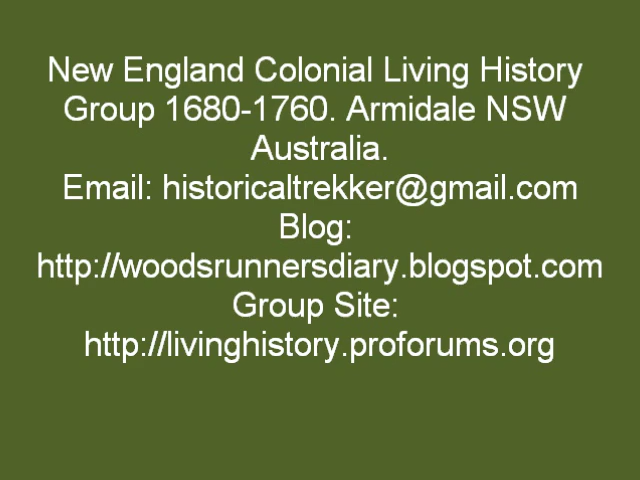 New England Colonial Living History
Group 1680-1760. Armidale NSW
Australia.
Email: historicaltrekker@gmail.com
Blog:
http://woodsrunnersdiary.blogspot.com
Group Site:
http://livinghistory.proforums.org